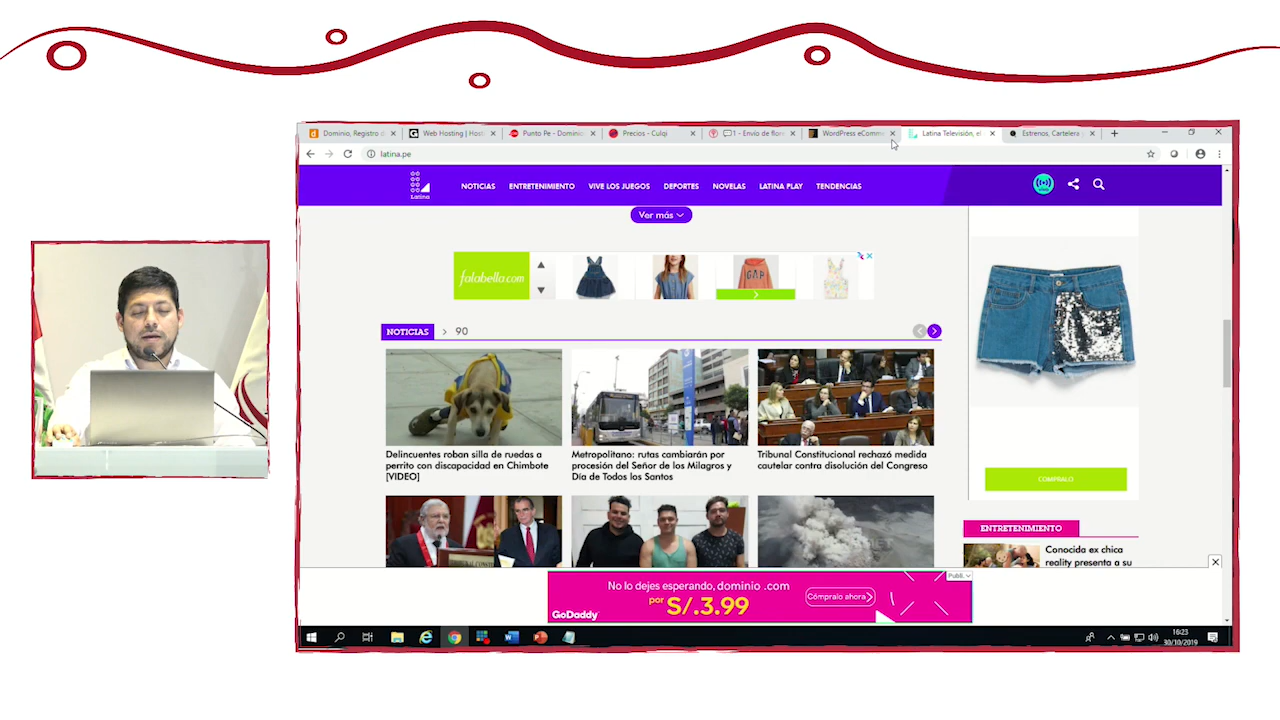 Dominio, Registro d
Web Hosting | Host
Punto Pe - Dominio
Precios - Culqi
1 - Envío de flor
WordPress eComme
Latina Televisión, el
Estrenos, Cartelera
latina.pe
Latina
NOTICIAS
ENTRETENIMIENTO
VIVE LOS JUEGOS
DEPORTES
NOVELAS
LATINA PLAY
TENDENCIAS
Ver más
falabella.com
GAP
NOTICIAS > 90
Delincuentes roban silla de ruedas a
perrito con discapacidad en Chimbote
[VIDEO]
Metropolitano: rutas cambiarán por
procesión del Señor de los Milagros y
Día de Todos los Santos
Tribunal Constitucional rechazó medida
cautelar contra disolución del Congreso
COMPRALO
ENTRETENIMIENTO
Conocida ex chica
reality presenta a su
No lo dejes esperando, dominio .com
por S/.3.99
Cómpralo ahora
GoDaddy
Publi.
16:23
30/10/2019